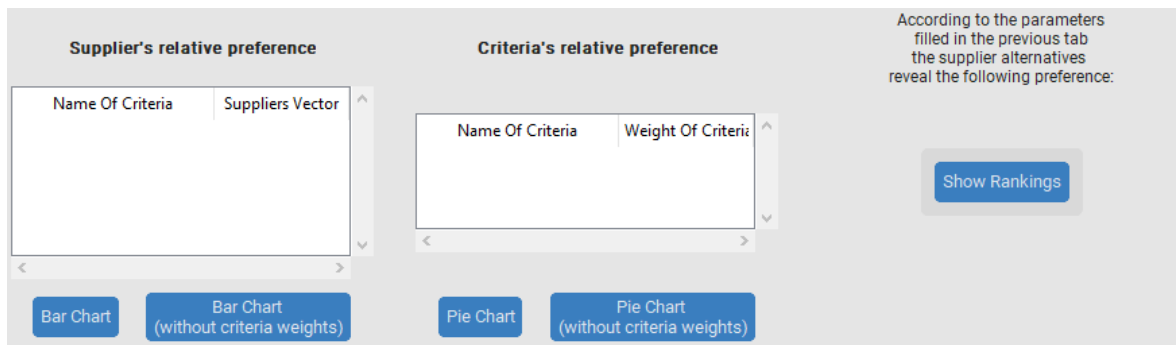 Supplier's relative preference
Name Of Criteria Suppliers Vector
Bar Chart
Bar Chart
(without criteria weights)
Criteria's relative preference
Name Of Criteria Weight Of Criteria
Pie Chart
Pie Chart
(without criteria weights)
According to the parameters
filled in the previous tab
the supplier alternatives
reveal the following preference:
Show Rankings